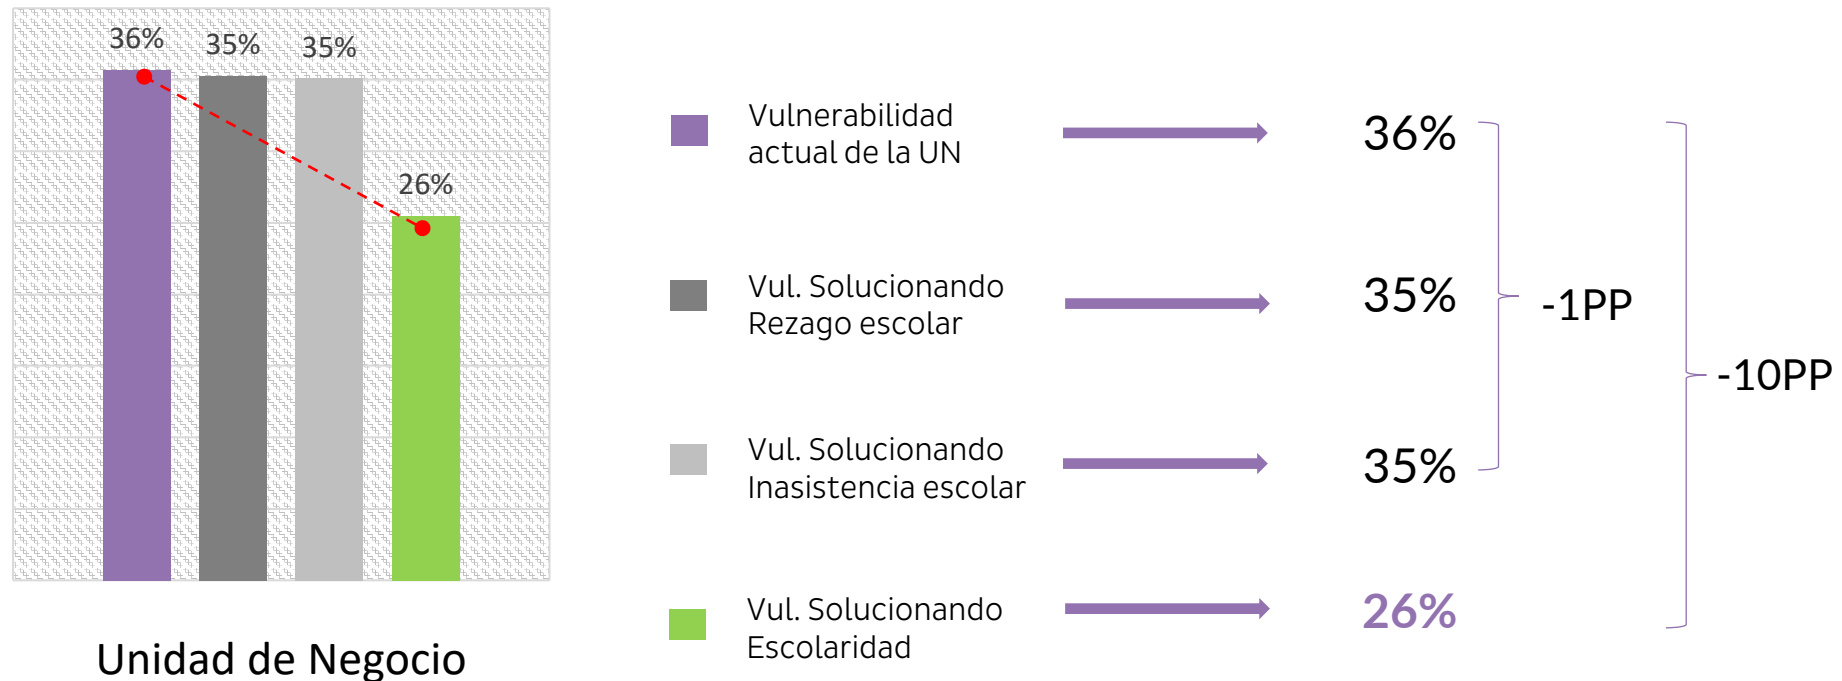 36%
35%
35%
26%
Unidad de Negocio
Vulnerabilidad
actual de la UN
36%
Vul. Solucionando
Rezago escolar
35%
-1PP
-10PP
Vul. Solucionando
Inasistencia escolar
35%
Vul. Solucionando
Escolaridad
26%